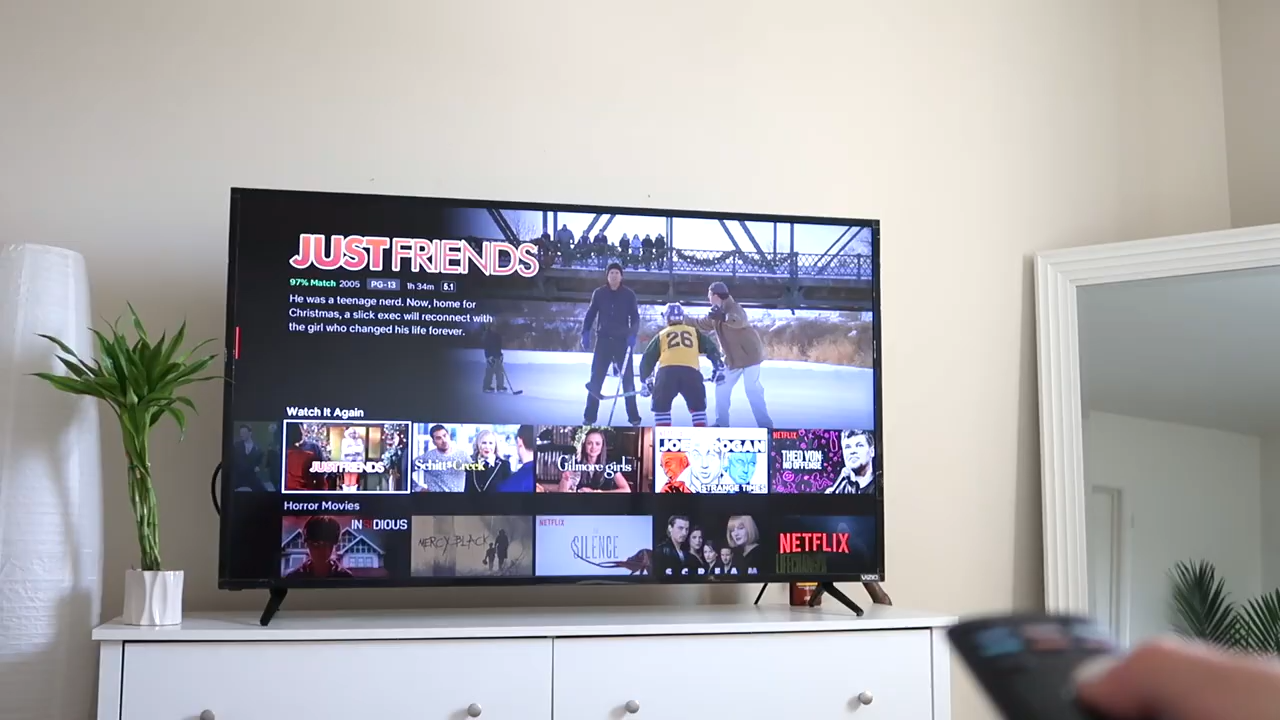 JUST FRIENDS
97% Match 2005 PG-13 1h 34m 5.1
He was a teenage nerd. Now, home for
Christmas, a slick exec will reconnect with
the girl who changed his life forever.
26
Watch It Again
JUST FRIENDS
Schitt's Creek
Gilmore girls
JOE ROGAN
STRANGE TIMES
NETFLIX
THEO VON
NO OFFENSE
Horror Movies
INSIDIOUS
MERCY BLACK
NETFLIX
THE SILENCE
SCREAM
NETFLIX
VIZIO